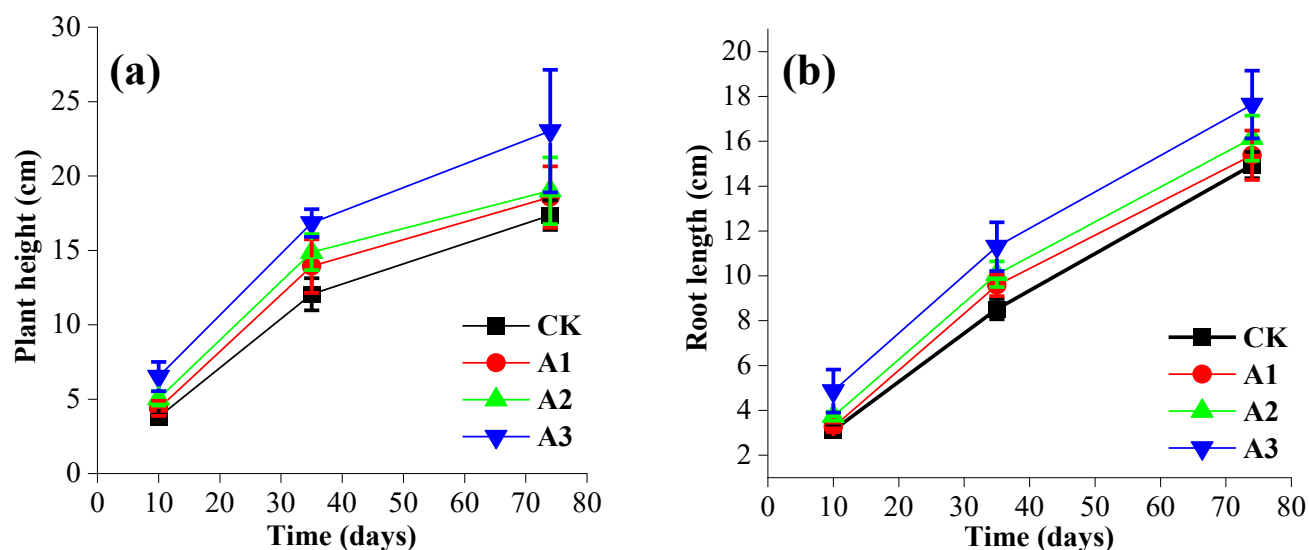 (a)
Plant height (cm)
30
25
20
15
10
5
0
0 10 20 30 40 50 60 70 80
Time (days)
CK
A1
A2
A3
(b)
Root length (cm)
20
18
16
14
12
10
8
6
4
2
0 10 20 30 40 50 60 70 80
Time (days)
CK
A1
A2
A3